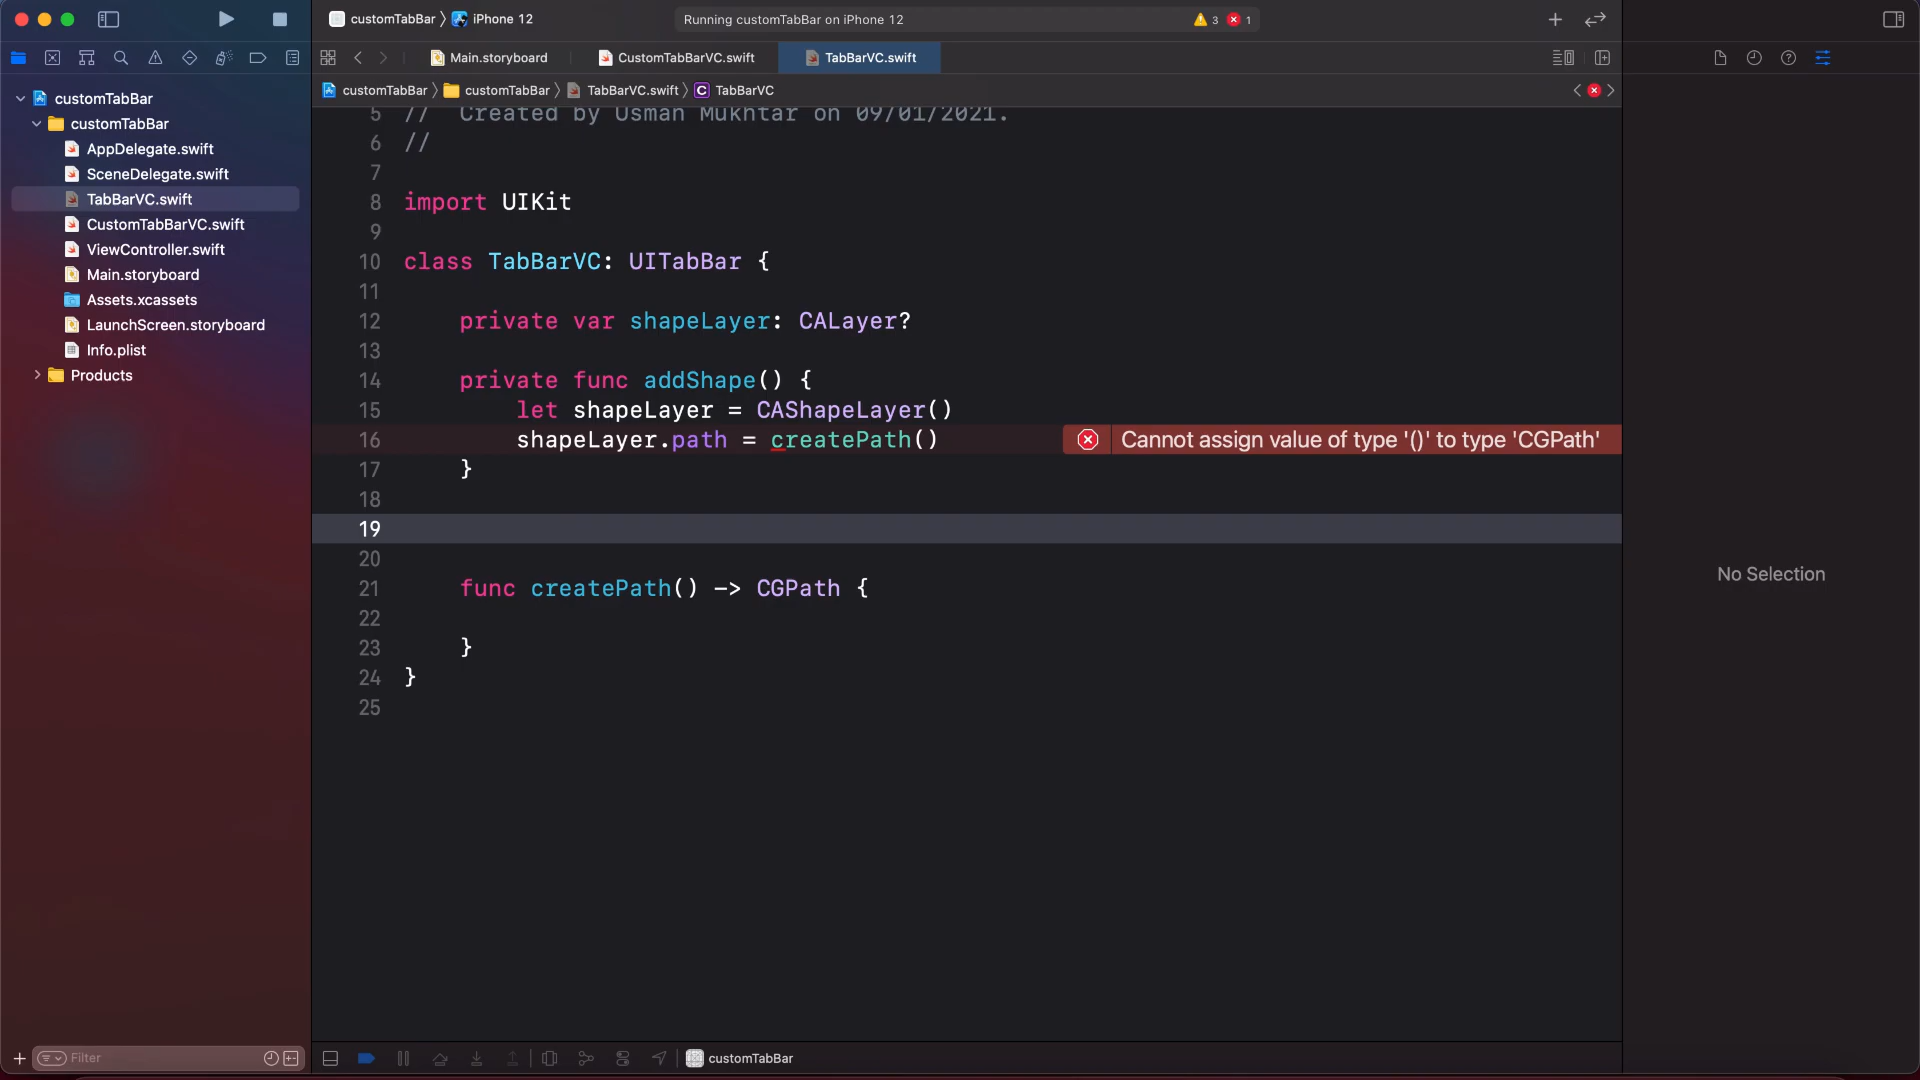 customTabBar
iPhone 12
Running customTabBar on iPhone 12
3
1
Main.storyboard
CustomTabBarVC.swift
TabBarVC.swift
customTabBar
customTabBar
TabBarVC.swift
C
TabBarVC
customTabBar
customTabBar
AppDelegate.swift
SceneDelegate.swift
TabBarVC.swift
CustomTabBarVC.swift
ViewController.swift
Main.storyboard
Assets.xcassets
LaunchScreen.storyboard
Info.plist
Products
5 //  Created by Usman Mukhtar on 09/01/2021.
6 //
7
8 import UIKit
9
10 class TabBarVC: UITabBar {
11
12     private var shapeLayer: CALayer?
13
14     private func addShape() {
15         let shapeLayer = CAShapeLayer()
16         shapeLayer.path = createPath()
Cannot assign value of type '()' to type 'CGPath'
17     }
18
19
20
21     func createPath() -> CGPath {
22
23     }
24 }
25
No Selection
Filter
customTabBar